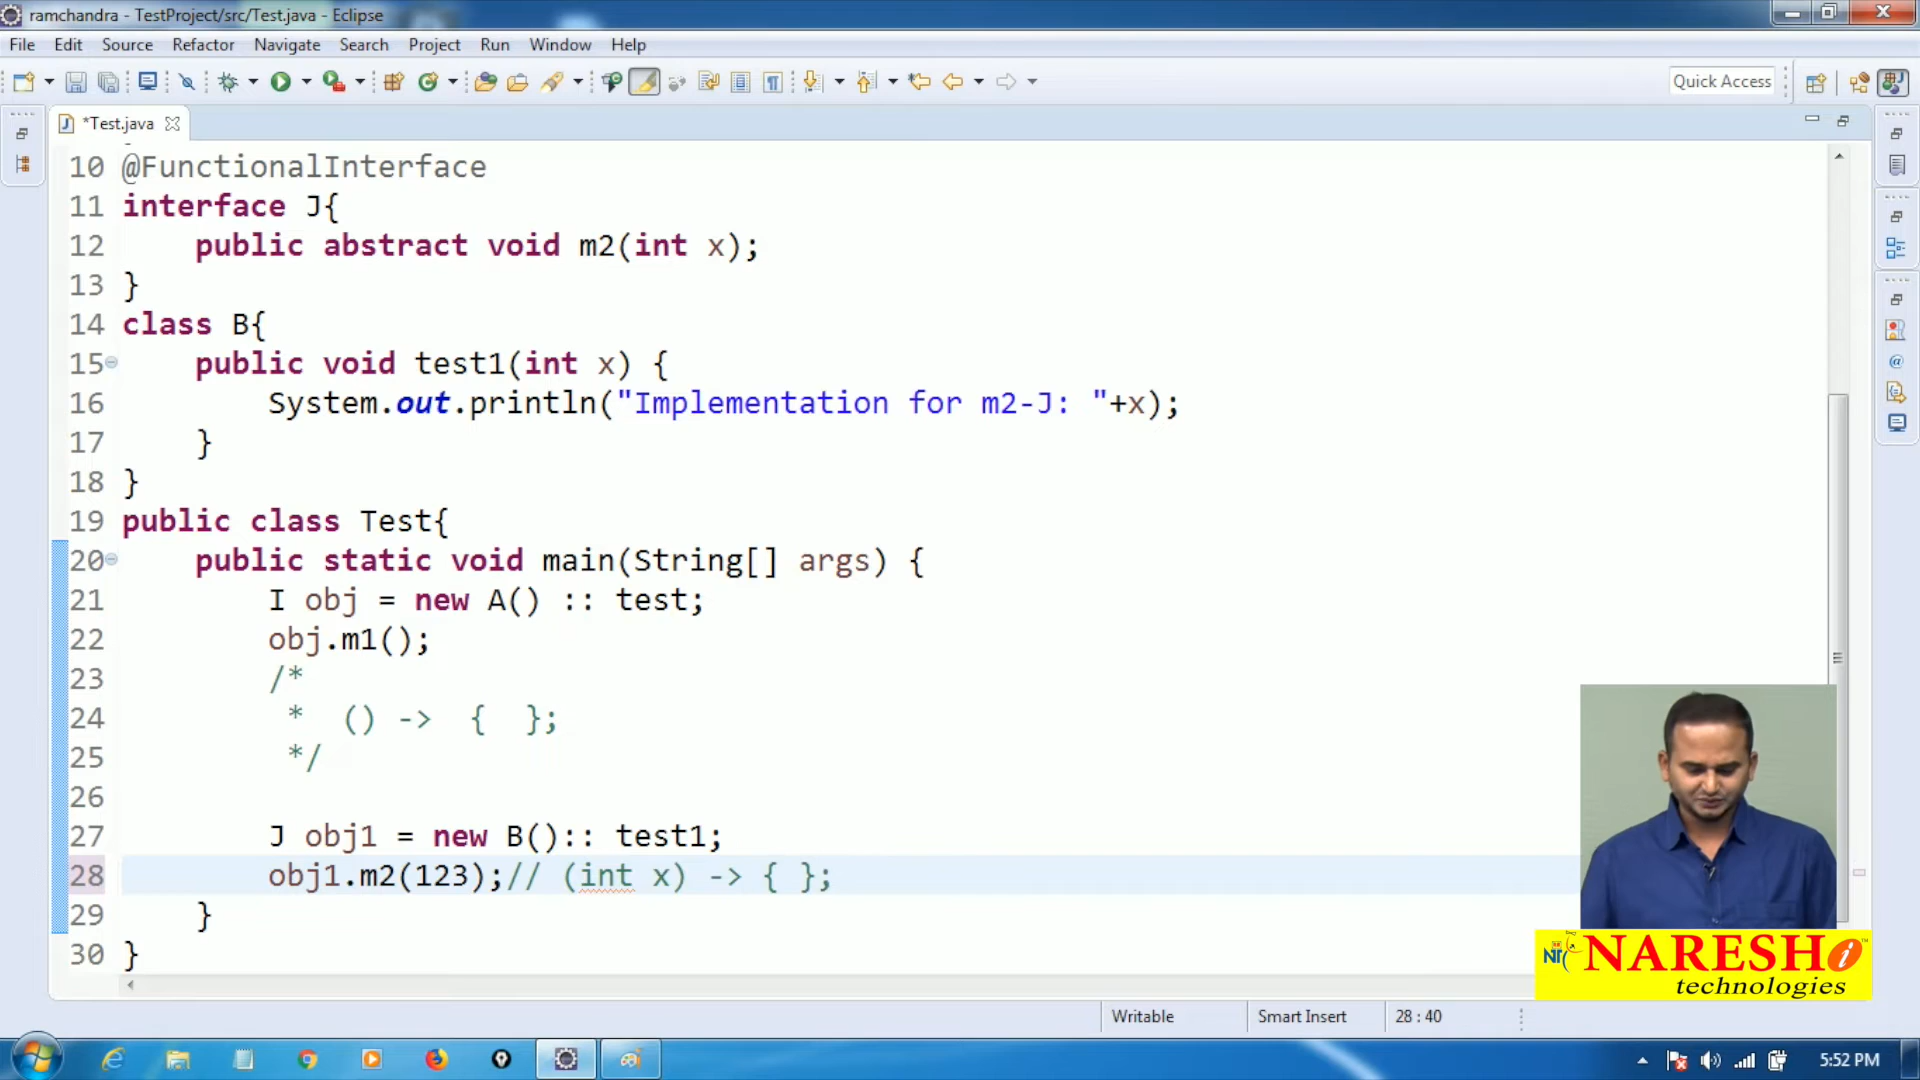 ramchandra - TestProject/src/Test.java - Eclipse
File Edit Source Refactor Navigate Search Project Run Window Help
Quick Access
*Test.java
10 @FunctionalInterface
11 interface J{
12 public abstract void m2(int x);
13 }
14 class B{
15 public void test1(int x) {
16 System.out.println("Implementation for m2-J: "+x);
17 }
18 }
19 public class Test{
20 public static void main(String[] args) {
21 I obj = new A() :: test;
22 obj.m1();
23 /*
24 * () -> { };
25 */
26
27 J obj1 = new B():: test1;
28 obj1.m2(123);// (int x) -> { };
29 }
30 }
NARESH i
technologies
Writable Smart Insert 28 : 40
5:52 PM